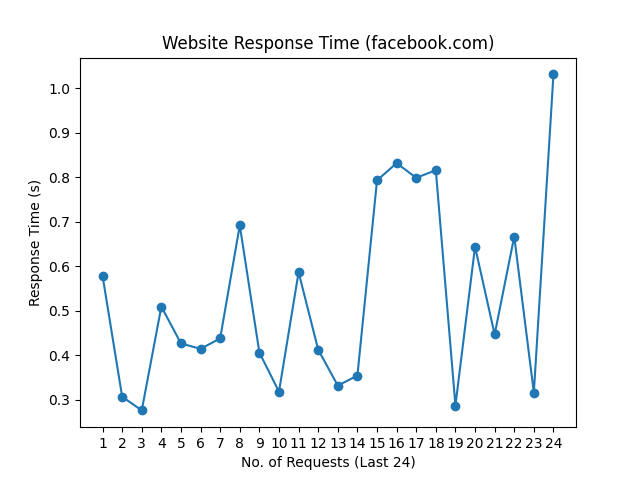 Website Response Time (facebook.com)
1.0
0.9
0.8
0.7
0.6
0.5
0.4
0.3
Response Time (s)
1 2 3 4 5 6 7 8 9 10 11 12 13 14 15 16 17 18 19 20 21 22 23 24
No. of Requests (Last 24)